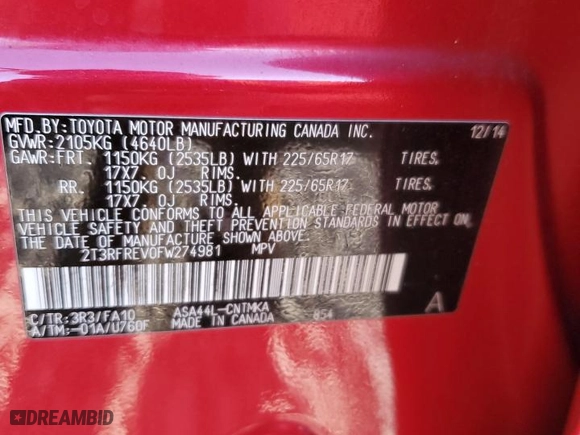 MFD.BY:TOYOTA MOTOR MANUFACTURING CANADA INC. 12/14
GVWR:2105KG (4640LB)
GAWR:FRT. 1150KG (2535LB) WITH 225/65R17 TIRES,
17X7.0J RIMS.
RR. 1150KG (2535LB) WITH 225/65R17 TIRES,
17X7.0J RIMS.
THIS VEHICLE CONFORMS TO ALL APPLICABLE FEDERAL MOTOR
VEHICLE SAFETY AND THEFT PREVENTION STANDARDS IN EFFECT ON
THE DATE OF MANUFACTURE SHOWN ABOVE.
2T3RFREV0FW274981 MPV
C/TR:3R3/FA10 ASA44L-CNTMKA 854
A/TM:-01A/U760F MADE IN CANADA A
DREAMBID